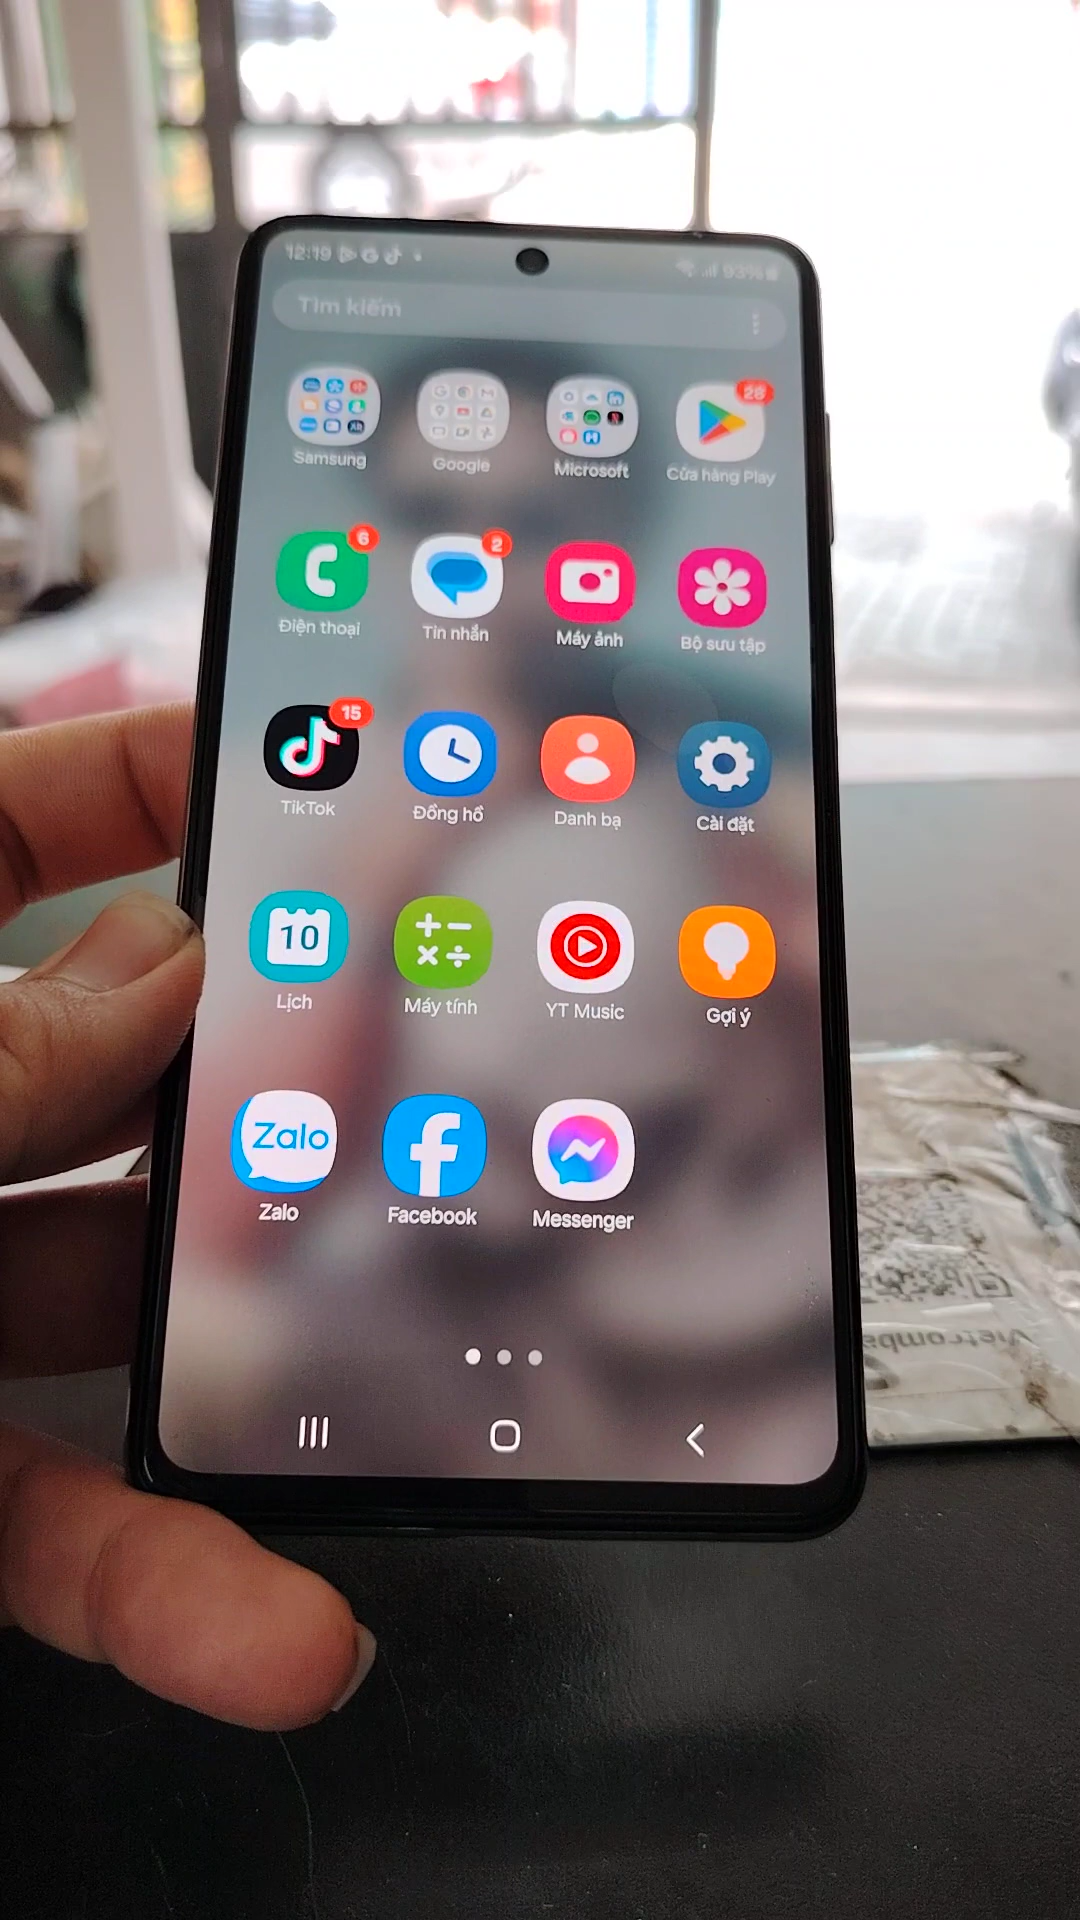 12:19
93%
Tìm kiếm
28
Samsung Google Microsoft Cửa hàng Play
6 2
Điện thoại Tin nhắn Máy ảnh Bộ sưu tập
15
TikTok Đồng hồ Danh bạ Cài đặt
10
Lịch Máy tính YT Music Gợi ý
Zalo
Zalo Facebook Messenger